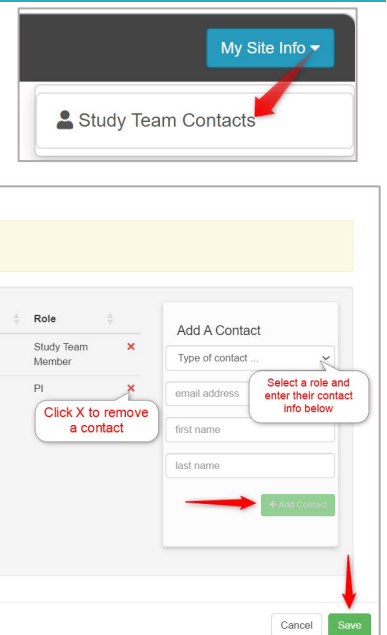 My Site Info
Study Team Contacts
Role
Study Team
Member
PI
Click X to remove
a contact
Add A Contact
Type of contact ...
email address
Select a role and
enter their contact
info below
first name
last name
+ Add Contact
Cancel
Save